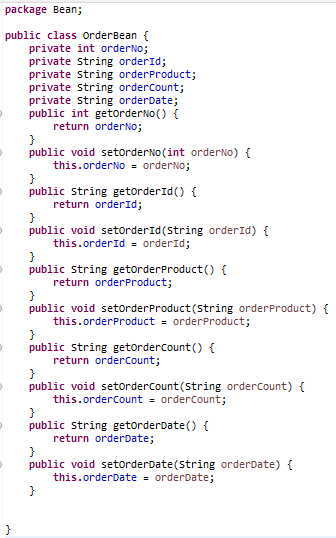 package Bean;
public class OrderBean {
private int orderNo;
private String orderId;
private String orderProduct;
private String orderCount;
private String orderDate;
public int getOrderNo() {
return orderNo;
}
public void setOrderNo(int orderNo) {
this.orderNo = orderNo;
}
public String getOrderId() {
return orderId;
}
public void setOrderId(String orderId) {
this.orderId = orderId;
}
public String getOrderProduct() {
return orderProduct;
}
public void setOrderProduct(String orderProduct) {
this.orderProduct = orderProduct;
}
public String getOrderCount() {
return orderCount;
}
public void setOrderCount(String orderCount) {
this.orderCount = orderCount;
}
public String getOrderDate() {
return orderDate;
}
public void setOrderDate(String orderDate) {
this.orderDate = orderDate;
}
}